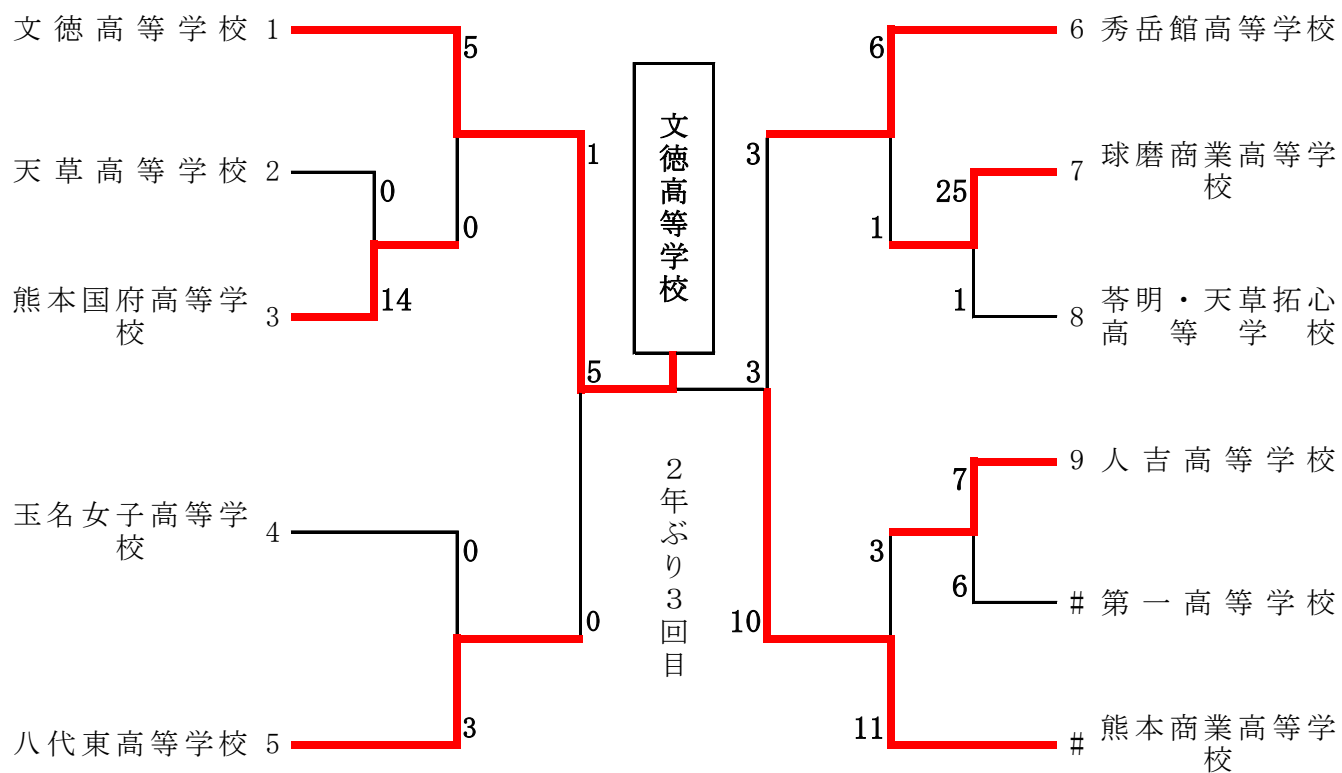 文徳高等学校 1
5
天草高等学校 2
0
0
熊本国府高等学
校
3
14
1
玉名女子高等学
校
4
0
八代東高等学校 5
3
0
5
文徳高等学校
2年ぶり3回目
3
3
10
6 秀岳館高等学校
6
7 球磨商業高等学
校
25
1
8 苓明・天草拓心
高等学校
1
9 人吉高等学校
7
3
# 第一高等学校
6
# 熊本商業高等学
校
11